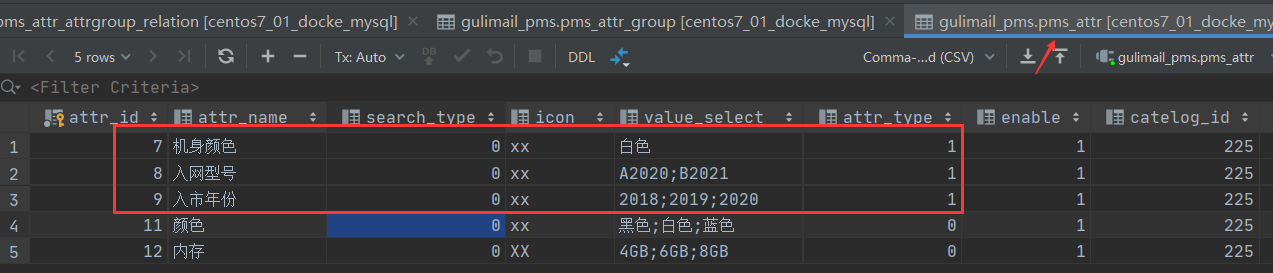 pms_attr_attrgroup_relation [centos7_01_docke_mysql] gulimail_pms.pms_attr_group [centos7_01_docke_mysql] gulimail_pms.pms_attr [centos7_01_docke_my
5 rows Tx: Auto DB DDL Comma-...d (CSV) gulimail_pms.pms_attr
<Filter Criteria>
attr_id attr_name search_type icon value_select attr_type enable catelog_id
1 7 机身颜色 0 xx 白色 1 1 225
2 8 入网型号 0 xx A2020;B2021 1 1 225
3 9 入市年份 0 xx 2018;2019;2020 1 1 225
4 11 颜色 0 xx 黑色;白色;蓝色 0 1 225
5 12 内存 0 XX 4GB;6GB;8GB 0 1 225